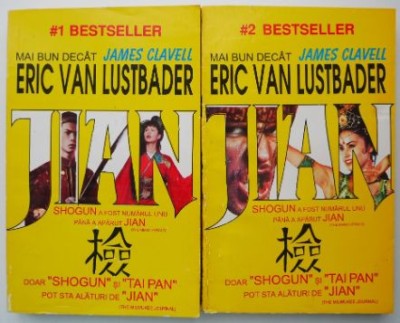 #1 BESTSELLER
MAI BUN DECÂT JAMES CLAVELL
ERIC VAN LUSTBADER
JIAN
SHOGUN A FOST NUMĂRUL UNU
PÂNĂ A APĂRUT JIAN
檢
DOAR "SHOGUN" ȘI "TAI PAN"
POT STA ALĂTURI DE "JIAN"
#2 BESTSELLER
MAI BUN DECÂT JAMES CLAVELL
ERIC VAN LUSTBADER
JIAN
SHOGUN A FOST NUMĂRUL UNU
PÂNĂ A APĂRUT JIAN
檢
DOAR "SHOGUN" ȘI "TAI PAN"
POT STA ALĂTURI DE "JIAN"